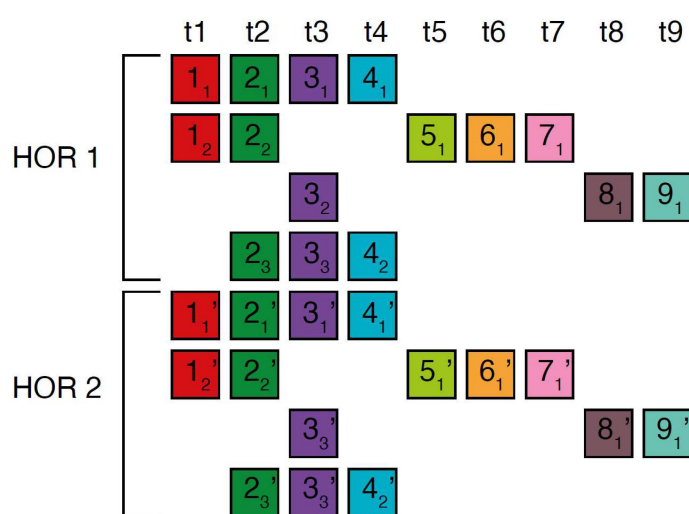 t1 t2 t3 t4 t5 t6 t7 t8 t9
1₁ 2₁ 3₁ 4₁
1₂ 2₂ 5₁ 6₁ 7₁
HOR 1
3₂ 8₁ 9₁
2₃ 3₃ 4₂
1₁' 2₁' 3₁' 4₁'
1₂' 2₂' 5₁' 6₁' 7₁'
HOR 2
3₃' 8₁' 9₁'
2₃' 3₃' 4₂'